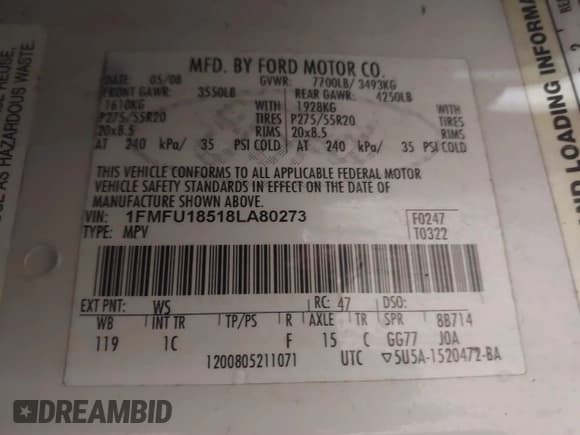 MFD. BY FORD MOTOR CO.
DATE: 05/08 GVWR: 7700LB/ 3493KG
FRONT GAWR: 3550LB REAR GAWR: 4250LB
1610KG WITH 1928KG WITH
P275/55R20 TIRES P275/55R20 TIRES
20x8.5 RIMS 20x8.5 RIMS
AT 240 kPa/ 35 PSI COLD AT 240 kPa/ 35 PSI COLD
THIS VEHICLE CONFORMS TO ALL APPLICABLE FEDERAL MOTOR
VEHICLE SAFETY STANDARDS IN EFFECT ON THE DATE OF
MANUFACTURE SHOWN ABOVE.
VIN: 1FMFU18518LA80273 F0247
TYPE: MPV T0322
EXT PNT: WS RC: 47 DSO:
WB INT TR TP/PS R AXLE TR SPR 8B714
119 1C F 15 C GG77 JOA
1200805211071 UTC ▽5U5A-1520472-BA
REUSE,
SE AS HAZARDOUS WASTE.
LOADING INFORMA
DREAMBID